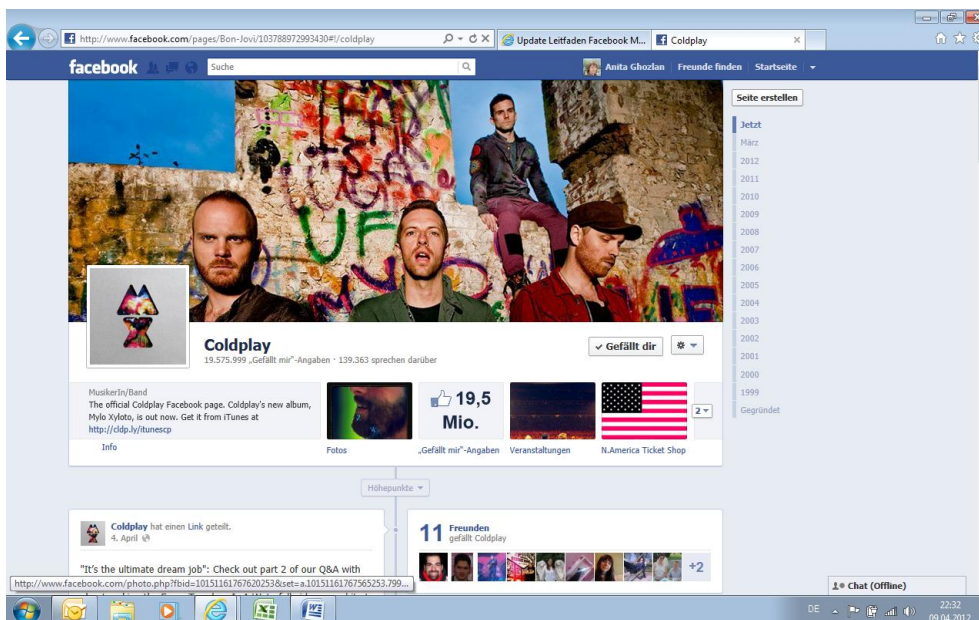 http://www.facebook.com/pages/Bon-Jovi/103788972993430#!/coldplay
Update Leitfaden Facebook M...
Coldplay
facebook
Suche
Anita Ghozlan
Freunde finden
Startseite
Seite erstellen
Jetzt
März
2012
2011
2010
2009
2008
2007
2006
2005
2004
2003
2002
2001
2000
1999
Gegründet
Coldplay
19.575.999 „Gefällt mir"-Angaben · 139.363 sprechen darüber
✓ Gefällt dir
MusikerIn/Band
The official Coldplay Facebook page. Coldplay's new album,
Mylo Xyloto, is out now. Get it from iTunes at
http://cldp.ly/itunescp
Info
Fotos
19,5
Mio.
„Gefällt mir"-Angaben
Veranstaltungen
N.America Ticket Shop
2
Höhepunkte
Coldplay hat einen Link geteilt.
4. April
"It's the ultimate dream job": Check out part 2 of our Q&A with
11 Freunden
gefällt Coldplay
+2
http://www.facebook.com/photo.php?fbid=10151161767620253&set=a.10151161767565253.799...
Chat (Offline)
DE
22:32
09.04.2012